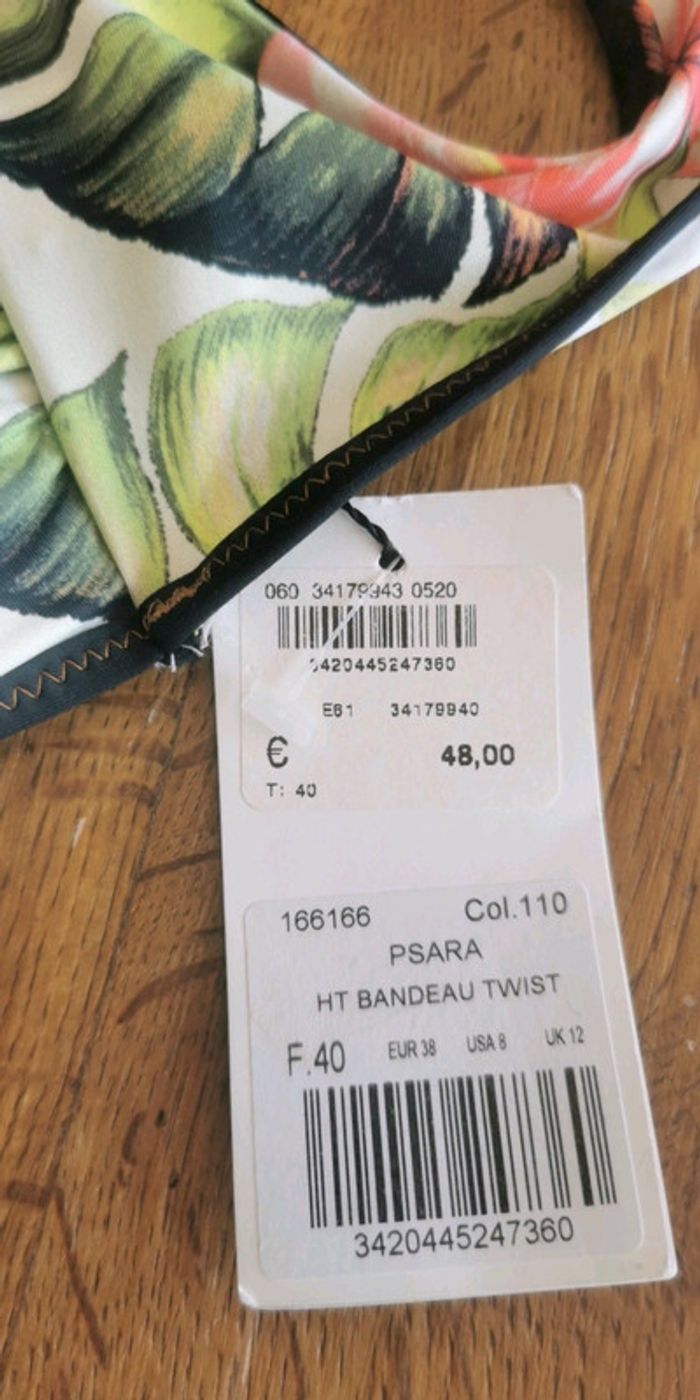 060 34179943 0520
3420445247360
E61 34179940
€ 48,00
T: 40
166166 Col.110
PSARA
HT BANDEAU TWIST
F.40 EUR 38 USA 8 UK 12
3420445247360